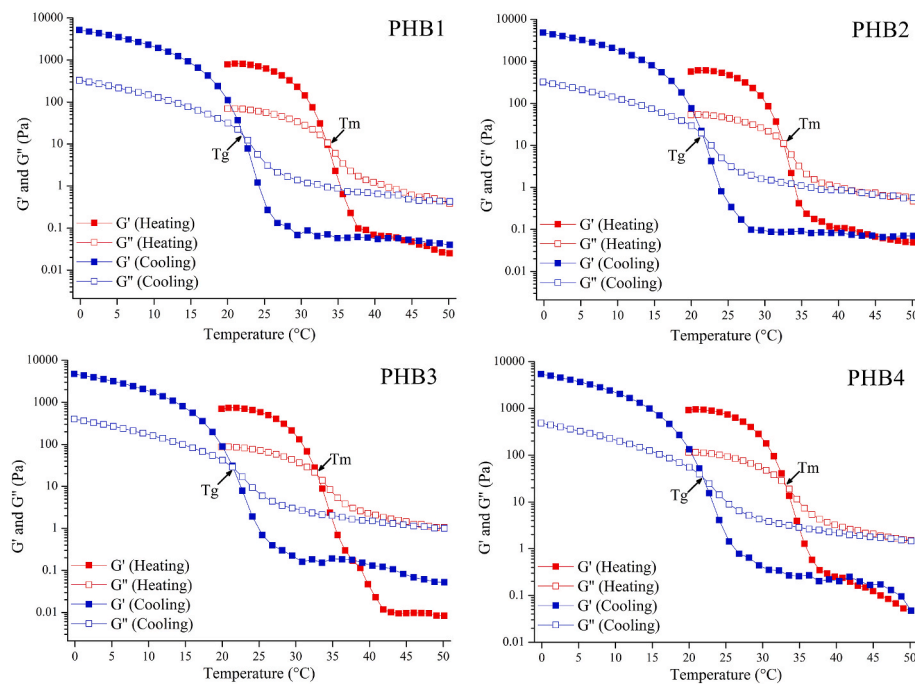 PHB1
G' and G" (Pa)
10000
1000
100
10
1
0.1
0.01
Tm
Tg
G' (Heating)
G" (Heating)
G' (Cooling)
G" (Cooling)
0 5 10 15 20 25 30 35 40 45 50
Temperature (°C)
PHB2
G' and G" (Pa)
10000
1000
100
10
1
0.1
0.01
Tm
Tg
G' (Heating)
G" (Heating)
G' (Cooling)
G" (Cooling)
0 5 10 15 20 25 30 35 40 45 50
Temperature (°C)
PHB3
G' and G" (Pa)
10000
1000
100
10
1
0.1
0.01
Tm
Tg
G' (Heating)
G" (Heating)
G' (Cooling)
G" (Cooling)
0 5 10 15 20 25 30 35 40 45 50
Temperature (°C)
PHB4
G' and G" (Pa)
10000
1000
100
10
1
0.1
0.01
Tm
Tg
G' (Heating)
G" (Heating)
G' (Cooling)
G" (Cooling)
0 5 10 15 20 25 30 35 40 45 50
Temperature (°C)